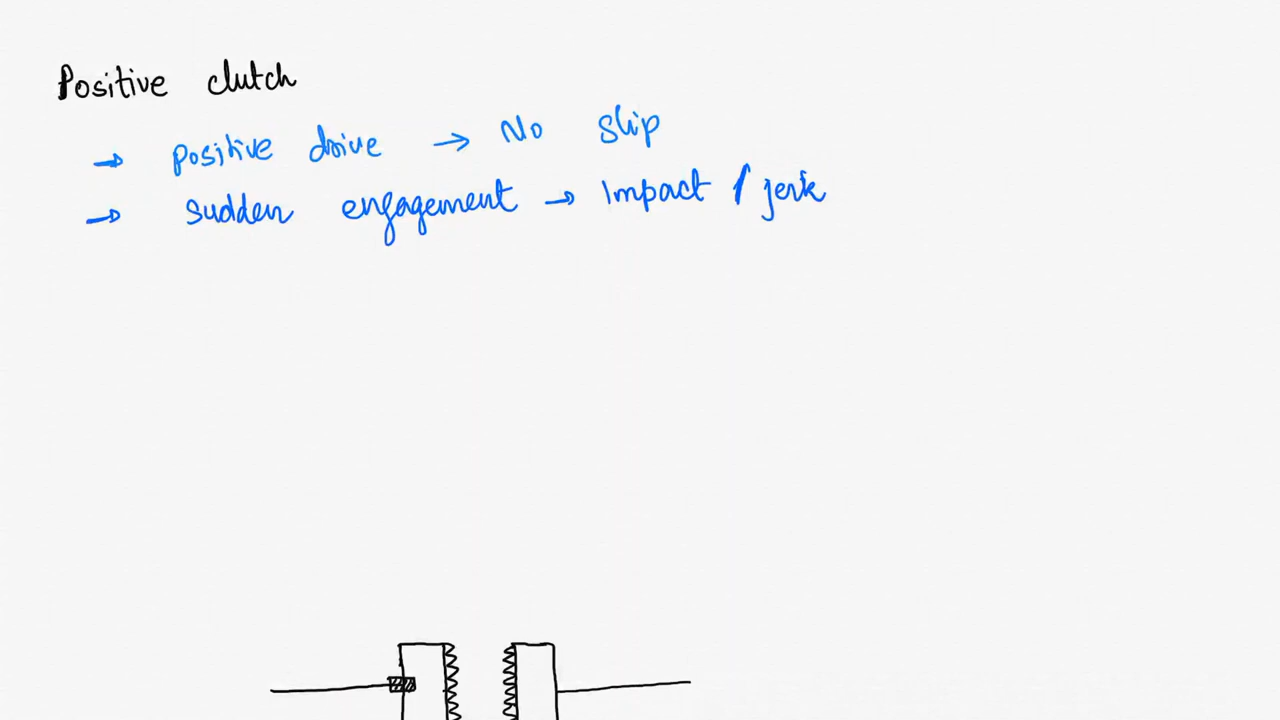 Positive clutch
→ positive drive → No slip
→ sudden engagement → Impact / jerk